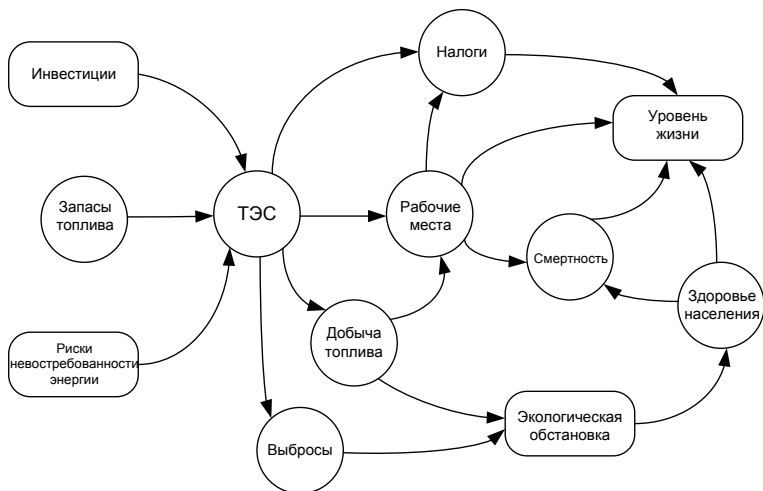 Налоги
Инвестиции
Уровень
жизни
Запасы
топлива
ТЭС
Рабочие
места
Смертность
Здоровье
населения
Добыча
топлива
Риски
невостребованности
энергии
Экологическая
обстановка
Выбросы